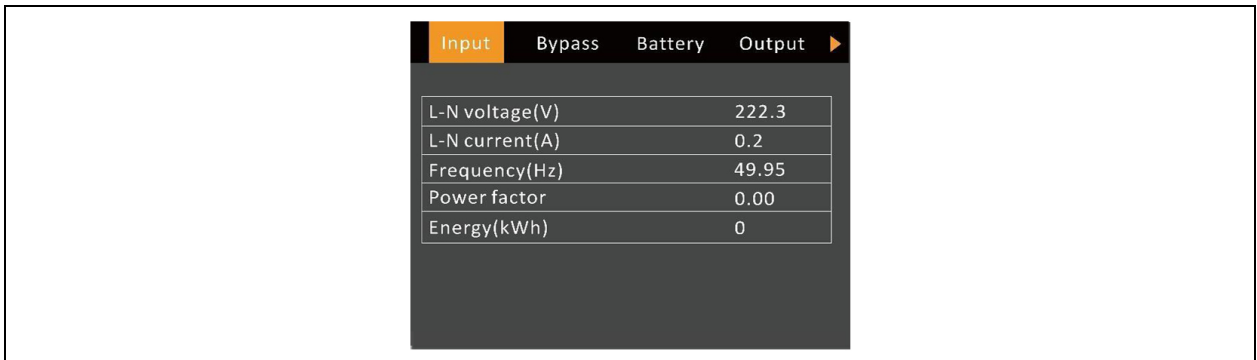 Input Bypass Battery Output
L-N voltage(V) 222.3
L-N current(A) 0.2
Frequency(Hz) 49.95
Power factor 0.00
Energy(kWh) 0